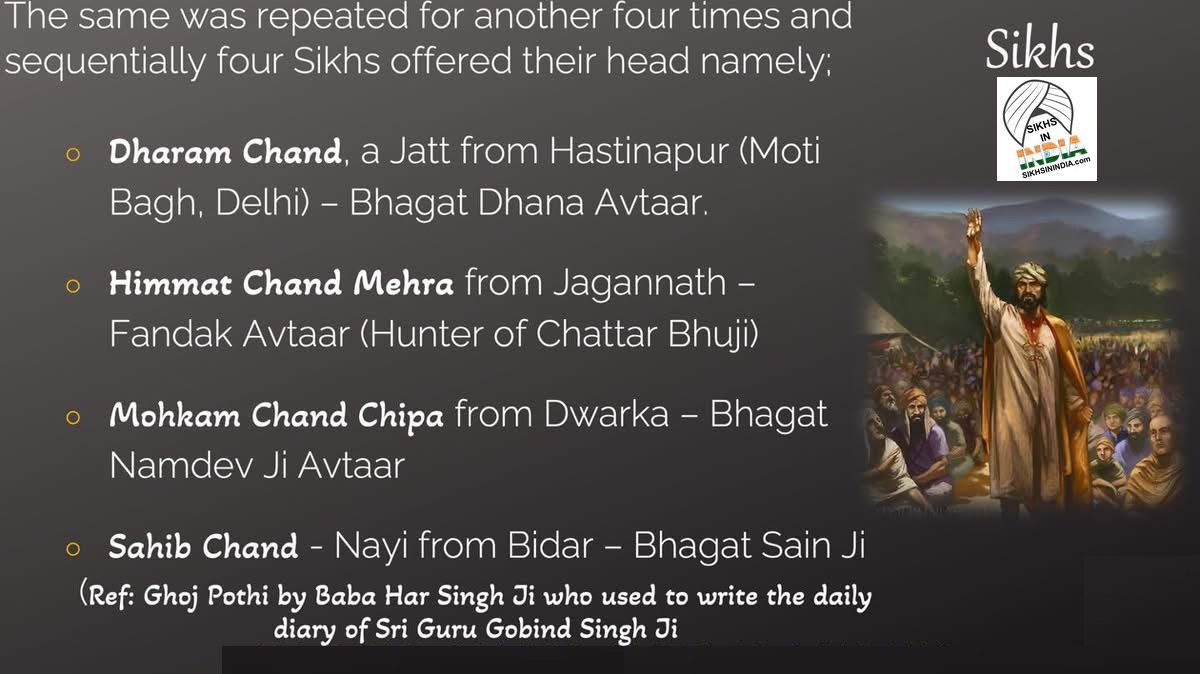 The same was repeated for another four times and
sequentially four Sikhs offered their head namely;
Sikhs
SIKHS
IN
INDIA
SIKHSININDIA.com
Dharam Chand, a Jatt from Hastinapur (Moti
Bagh, Delhi) – Bhagat Dhana Avtaar.
Himmat Chand Mehra from Jagannath –
Fandak Avtaar (Hunter of Chattar Bhuji)
Mohkam Chand Chipa from Dwarka – Bhagat
Namdev Ji Avtaar
Sahib Chand - Nayi from Bidar – Bhagat Sain Ji
(Ref: Ghoj Pothi by Baba Har Singh Ji who used to write the daily
diary of Sri Guru Gobind Singh Ji